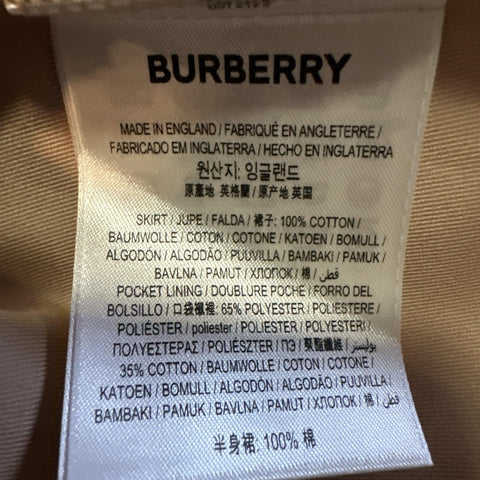 BURBERRY
MADE IN ENGLAND / FABRIQUÉ EN ANGLETERRE /
FABRICADO EM INGLATERRA / HECHO EN INGLATERRA
원산지: 잉글랜드
原產地 英格蘭 / 原产地 英国
SKIRT / JUPE / FALDA / 裙子: 100% COTTON /
BAUMWOLLE / COTON / COTONE / KATOEN / BOMULL /
ALGODÓN / ALGODÃO / PUUVILLA / BAMBAKI / PAMUK /
BAVLNA / PAMUT / ХЛОПОК / 棉 / قطن /
POCKET LINING / DOUBLURE POCHE / FORRO DEL
BOLSILLO / 口袋襯裡: 65% POLYESTER / POLIESTERE /
POLIÉSTER / poliester / POLIESTER / POLYESTERI /
ΠΟΛΥΕΣΤΕΡΑΣ / POLIÉSZTER / ПЭ / 聚酯纖維 / بوليستر /
35% COTTON / BAUMWOLLE / COTON / COTONE /
KATOEN / BOMULL / ALGODÓN / ALGODÃO / PUUVILLA /
BAMBAKI / PAMUK / BAVLNA / PAMUT / ХЛОПОК / 棉 / قطن /
半身裙: 100% 棉